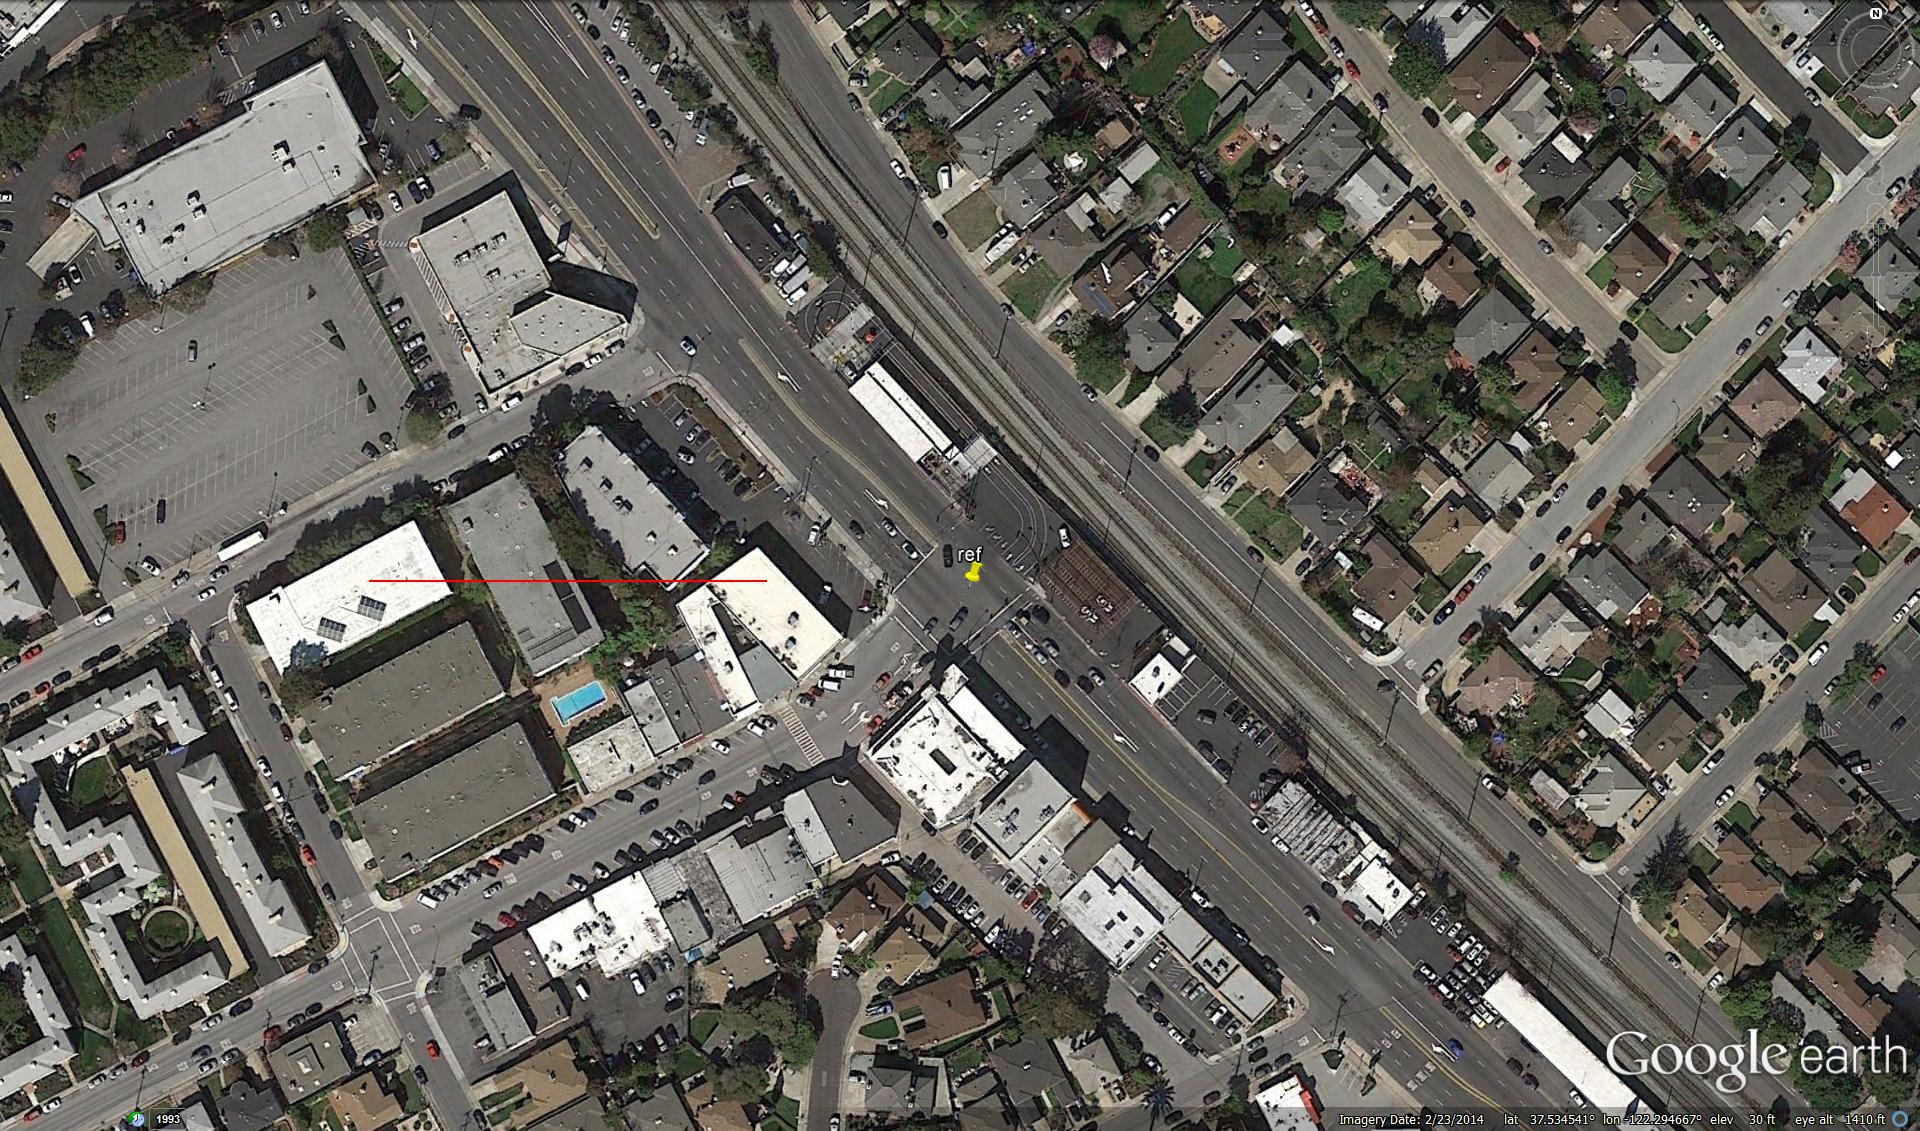 N
ref
Google earth
1993
Imagery Date: 2/23/2014 lat 37.534541° lon -122.294667° elev 30 ft eye alt 1410 ft